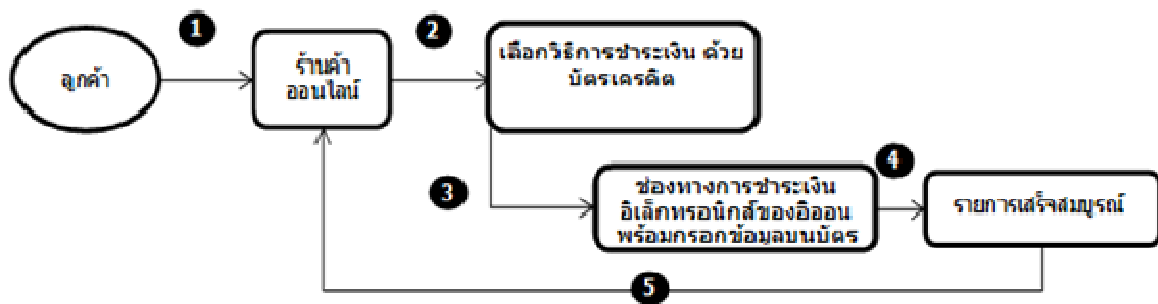 1
2
ลูกค้า
ร้านค้า
ออนไลน์
เลือกวิธีการชำระเงิน ด้วย
บัตรเครดิต
3
4
ช่องทางการชำระเงิน
อิเล็กทรอนิกส์ของอิออน
พร้อมกรอกข้อมูลบนบัตร
รายการเสร็จสมบูรณ์
5